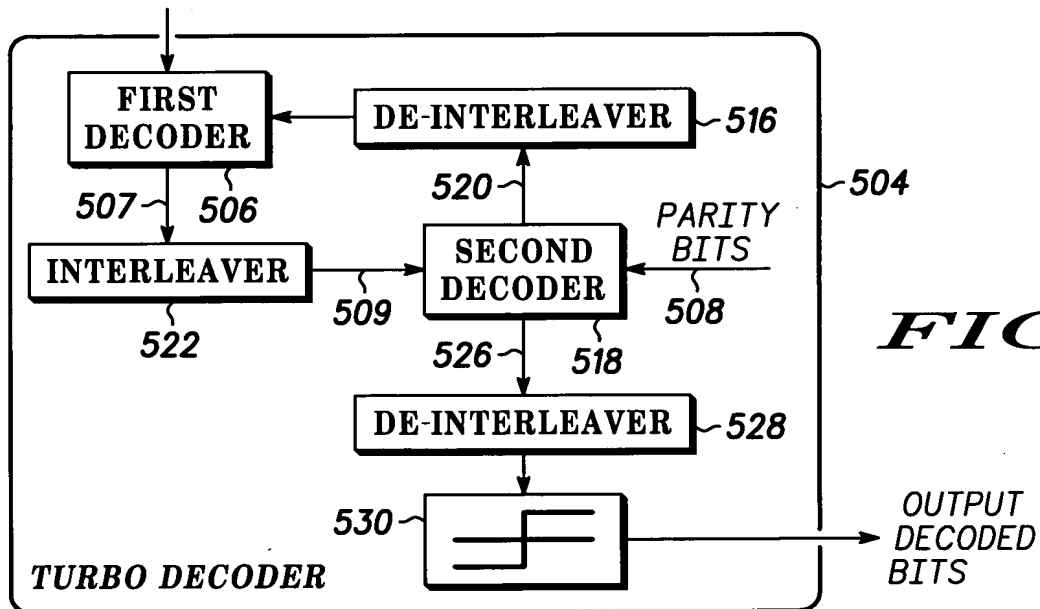 FIRST
DECODER
DE-INTERLEAVER
516
507
506
520
504
PARITY
BITS
INTERLEAVER
SECOND
DECODER
509
508
522
526
518
FIG
DE-INTERLEAVER
528
530
OUTPUT
DECODED
BITS
TURBO DECODER